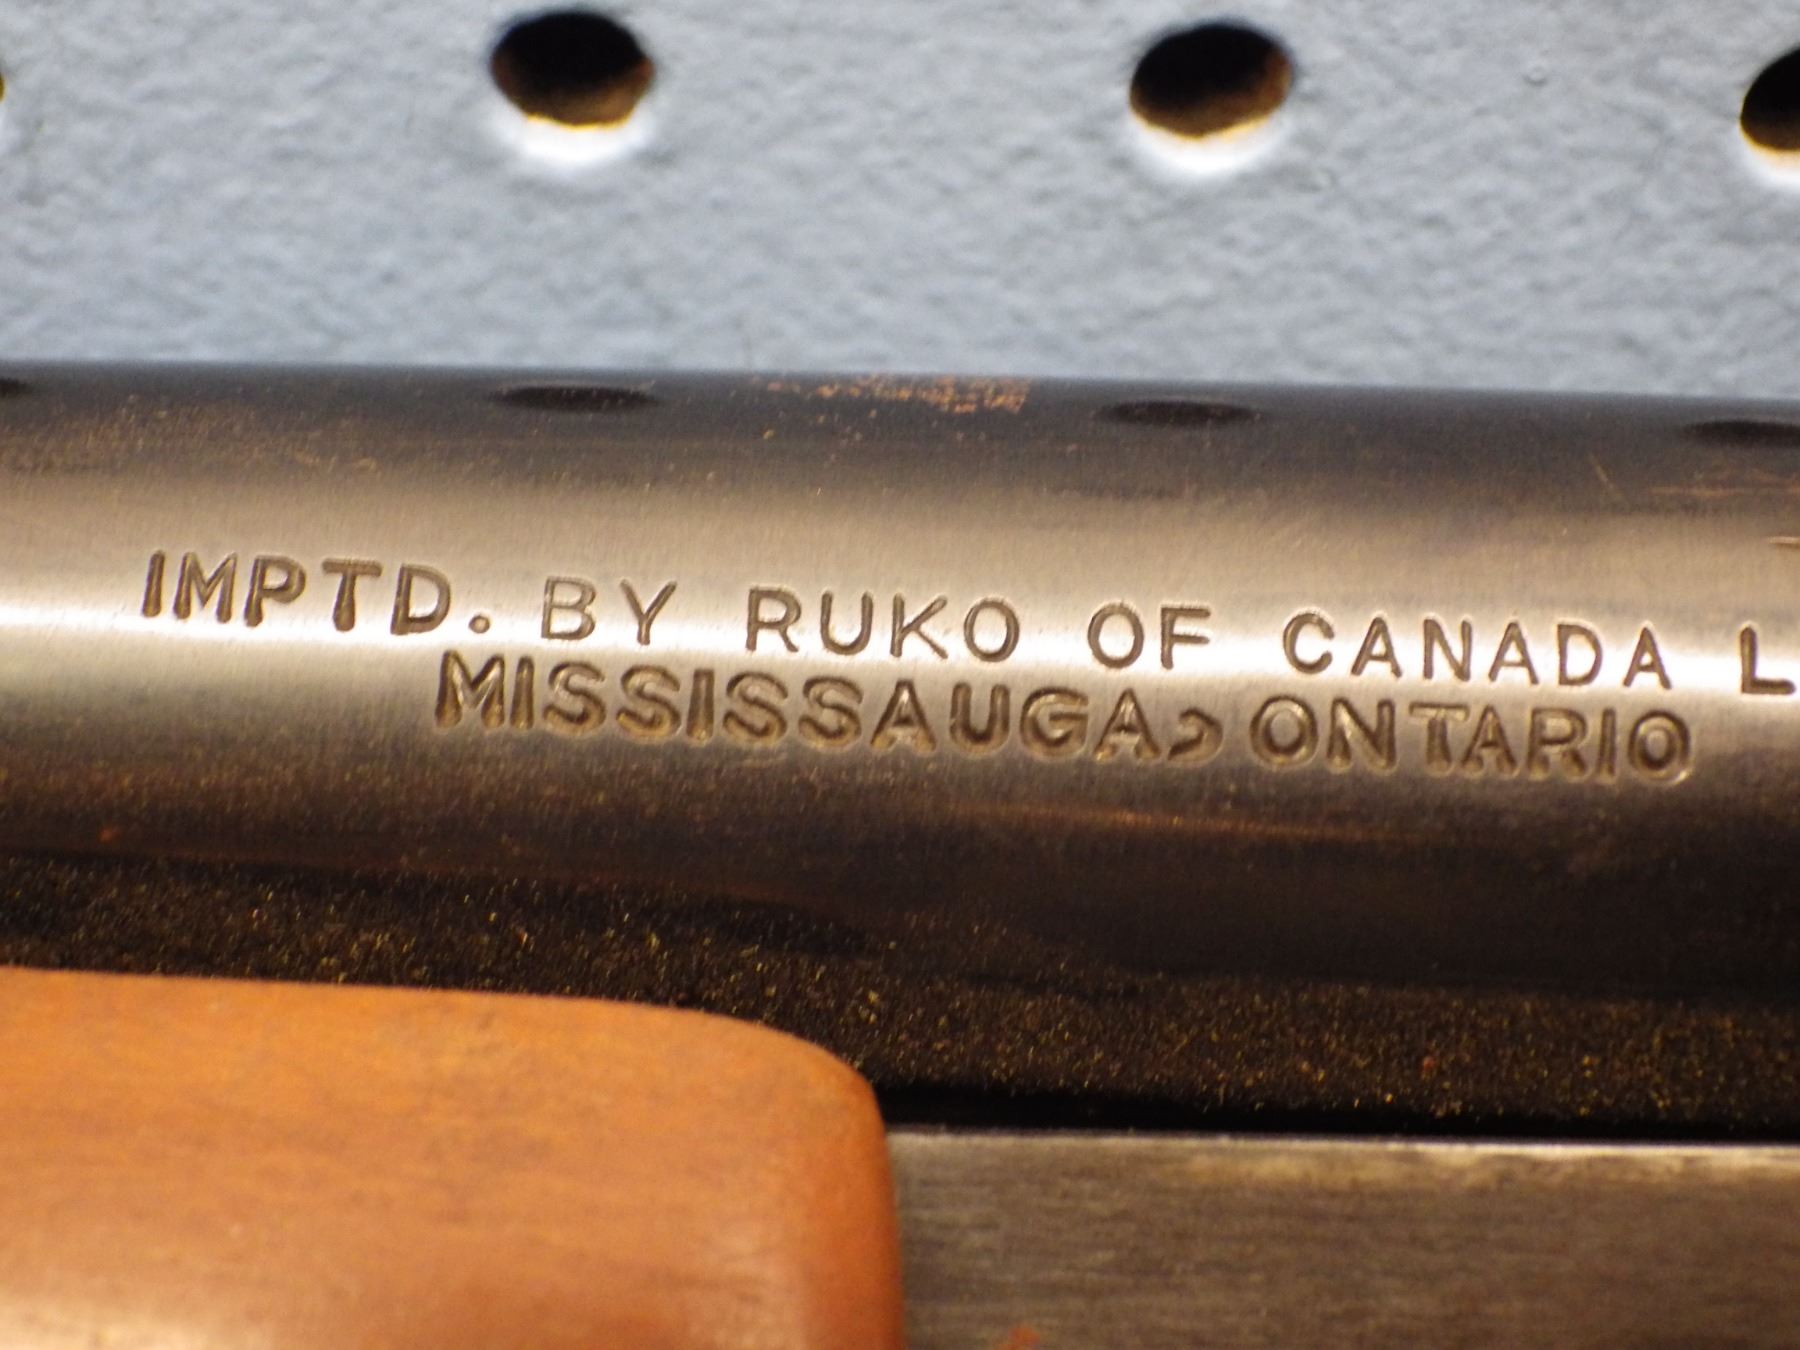 IMPTD. BY RUKO OF CANADA L
MISSISSAUGA, ONTARIO